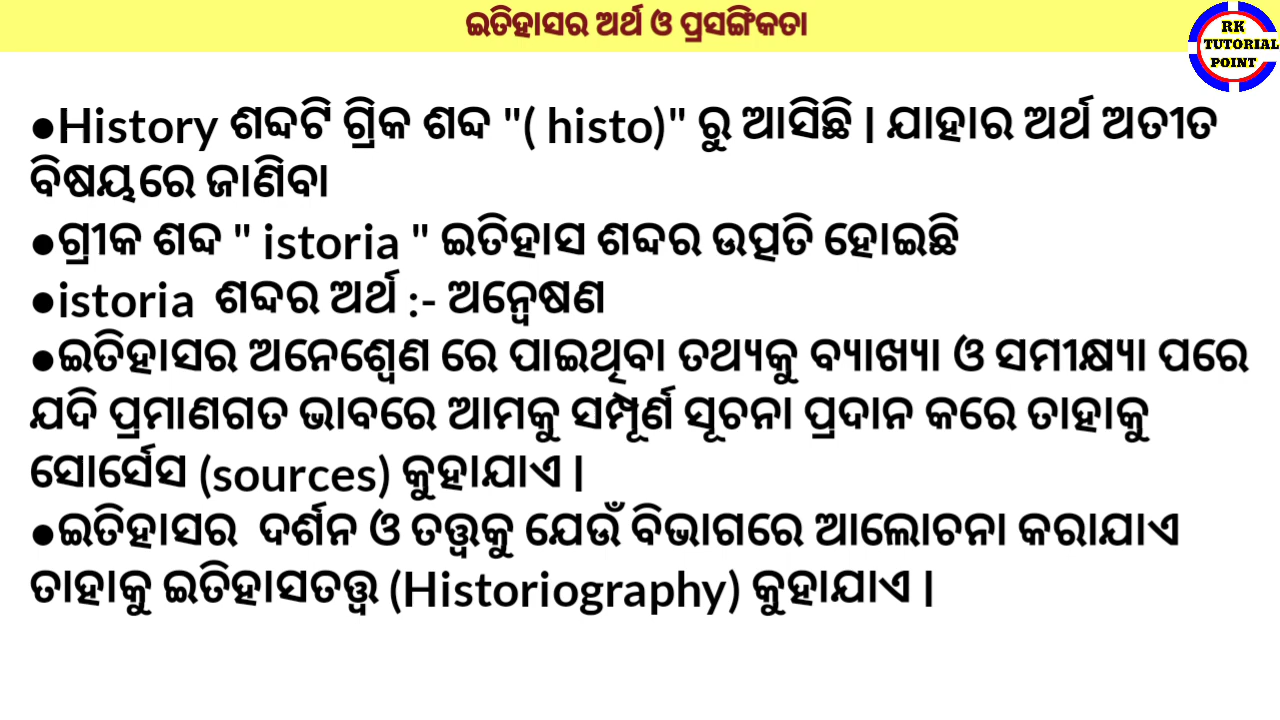 ଇତିହାସର ଅର୍ଥ ଓ ପ୍ରସଙ୍ଗିକତା
RK
TUTORIAL
POINT
●History ଶବ୍ଦଟି ଗ୍ରିକ ଶବ୍ଦ "( histo)" ରୁ ଆସିଛି | ଯାହାର ଅର୍ଥ ଅତୀତ
ବିଷୟରେ ଜାଣିବା
●ଗ୍ରୀକ ଶବ୍ଦ " istoria " ଇତିହାସ ଶବ୍ଦର ଉତ୍ପତି ହୋଇଛି
●istoria ଶବ୍ଦର ଅର୍ଥ :- ଅନ୍ୱେଷଣ
●ଇତିହାସର ଅନେଶ୍ୱେଣ ରେ ପାଇଥିବା ତଥ୍ୟକୁ ବ୍ୟାଖ୍ୟା ଓ ସମୀକ୍ଷ୍ୟା ପରେ
ଯଦି ପ୍ରମାଣଗତ ଭାବରେ ଆମକୁ ସମ୍ପୂର୍ଣ ସୂଚନା ପ୍ରଦାନ କରେ ତାହାକୁ
ସୋର୍ସେସ (sources) କୁହାଯାଏ |
●ଇତିହାସର ଦର୍ଶନ ଓ ତତ୍ତ୍ୱକୁ ଯେଉଁ ବିଭାଗରେ ଆଲୋଚନା କରାଯାଏ
ତାହାକୁ ଇତିହାସତତ୍ତ୍ୱ (Historiography) କୁହାଯାଏ |